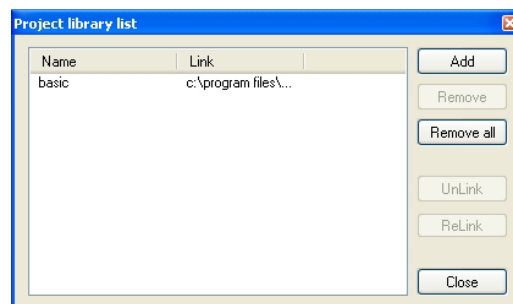 Project library list
Name Link
basic c:\program files\...
Add
Remove
Remove all
UnLink
ReLink
Close